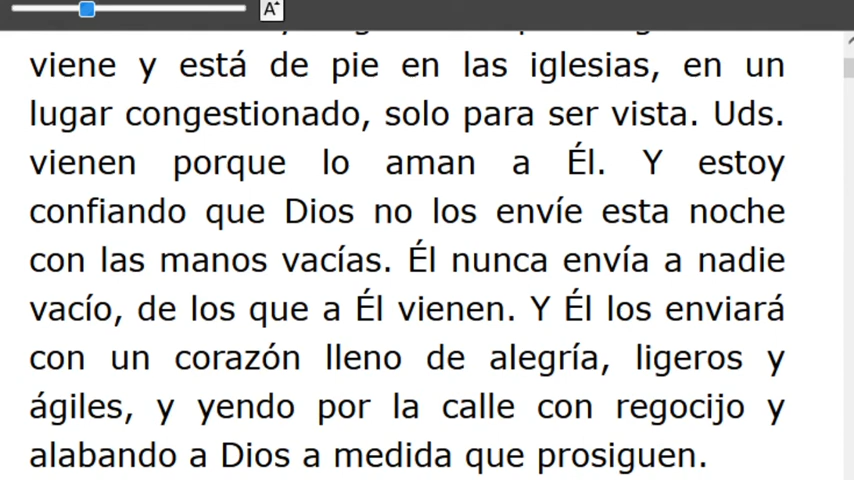 A
viene y está de pie en las iglesias, en un
lugar congestionado, solo para ser vista. Uds.
vienen porque lo aman a Él. Y estoy
confiando que Dios no los envíe esta noche
con las manos vacías. Él nunca envía a nadie
vacío, de los que a Él vienen. Y Él los enviará
con un corazón lleno de alegría, ligeros y
ágiles, y yendo por la calle con regocijo y
alabando a Dios a medida que prosiguen.